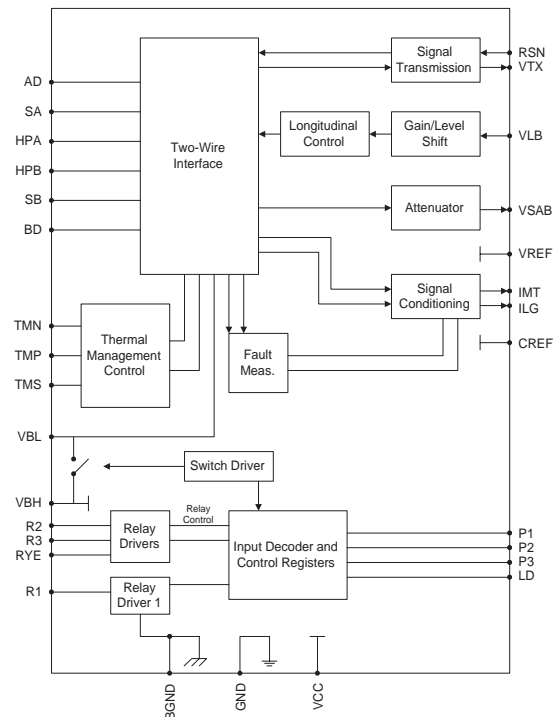 AD
SA
HPA
HPB
SB
BD
TMN
TMP
TMS
VBL
VBH
R2
R3
RYE
R1
Two-Wire
Interface
Signal
Transmission
Longitudinal
Control
Gain/Level
Shift
Attenuator
Signal
Conditioning
Thermal
Management
Control
Fault
Meas.
Switch Driver
Relay
Control
Relay
Drivers
Input Decoder and
Control Registers
Relay
Driver 1
RSN
VTX
VLB
VSAB
VREF
IMT
ILG
CREF
P1
P2
P3
LD
BGND
GND
VCC